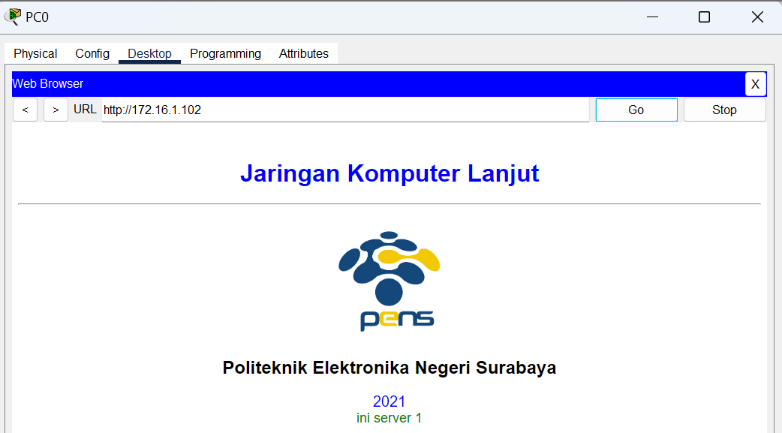 PC0
Physical Config Desktop Programming Attributes
Web Browser X
< > URL http://172.16.1.102 Go Stop
Jaringan Komputer Lanjut
pens
Politeknik Elektronika Negeri Surabaya
2021
ini server 1